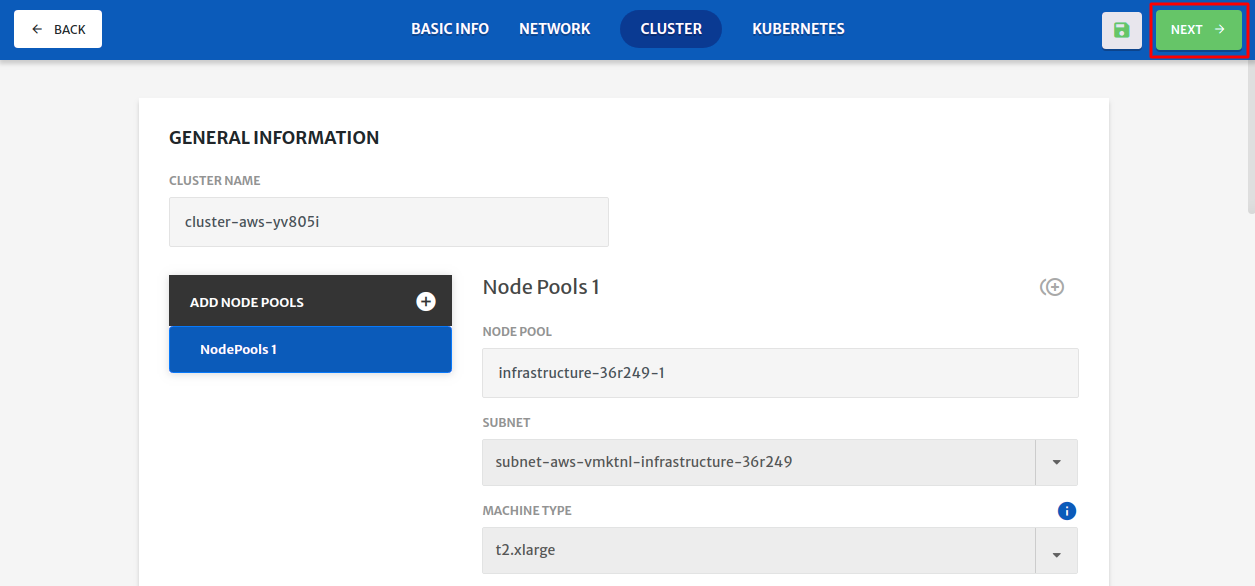 BACK
BASIC INFO
NETWORK
CLUSTER
KUBERNETES
NEXT
GENERAL INFORMATION
CLUSTER NAME
cluster-aws-yv805i
ADD NODE POOLS
NodePools 1
Node Pools 1
NODE POOL
infrastructure-36r249-1
SUBNET
subnet-aws-vmktnl-infrastructure-36r249
MACHINE TYPE
t2.xlarge